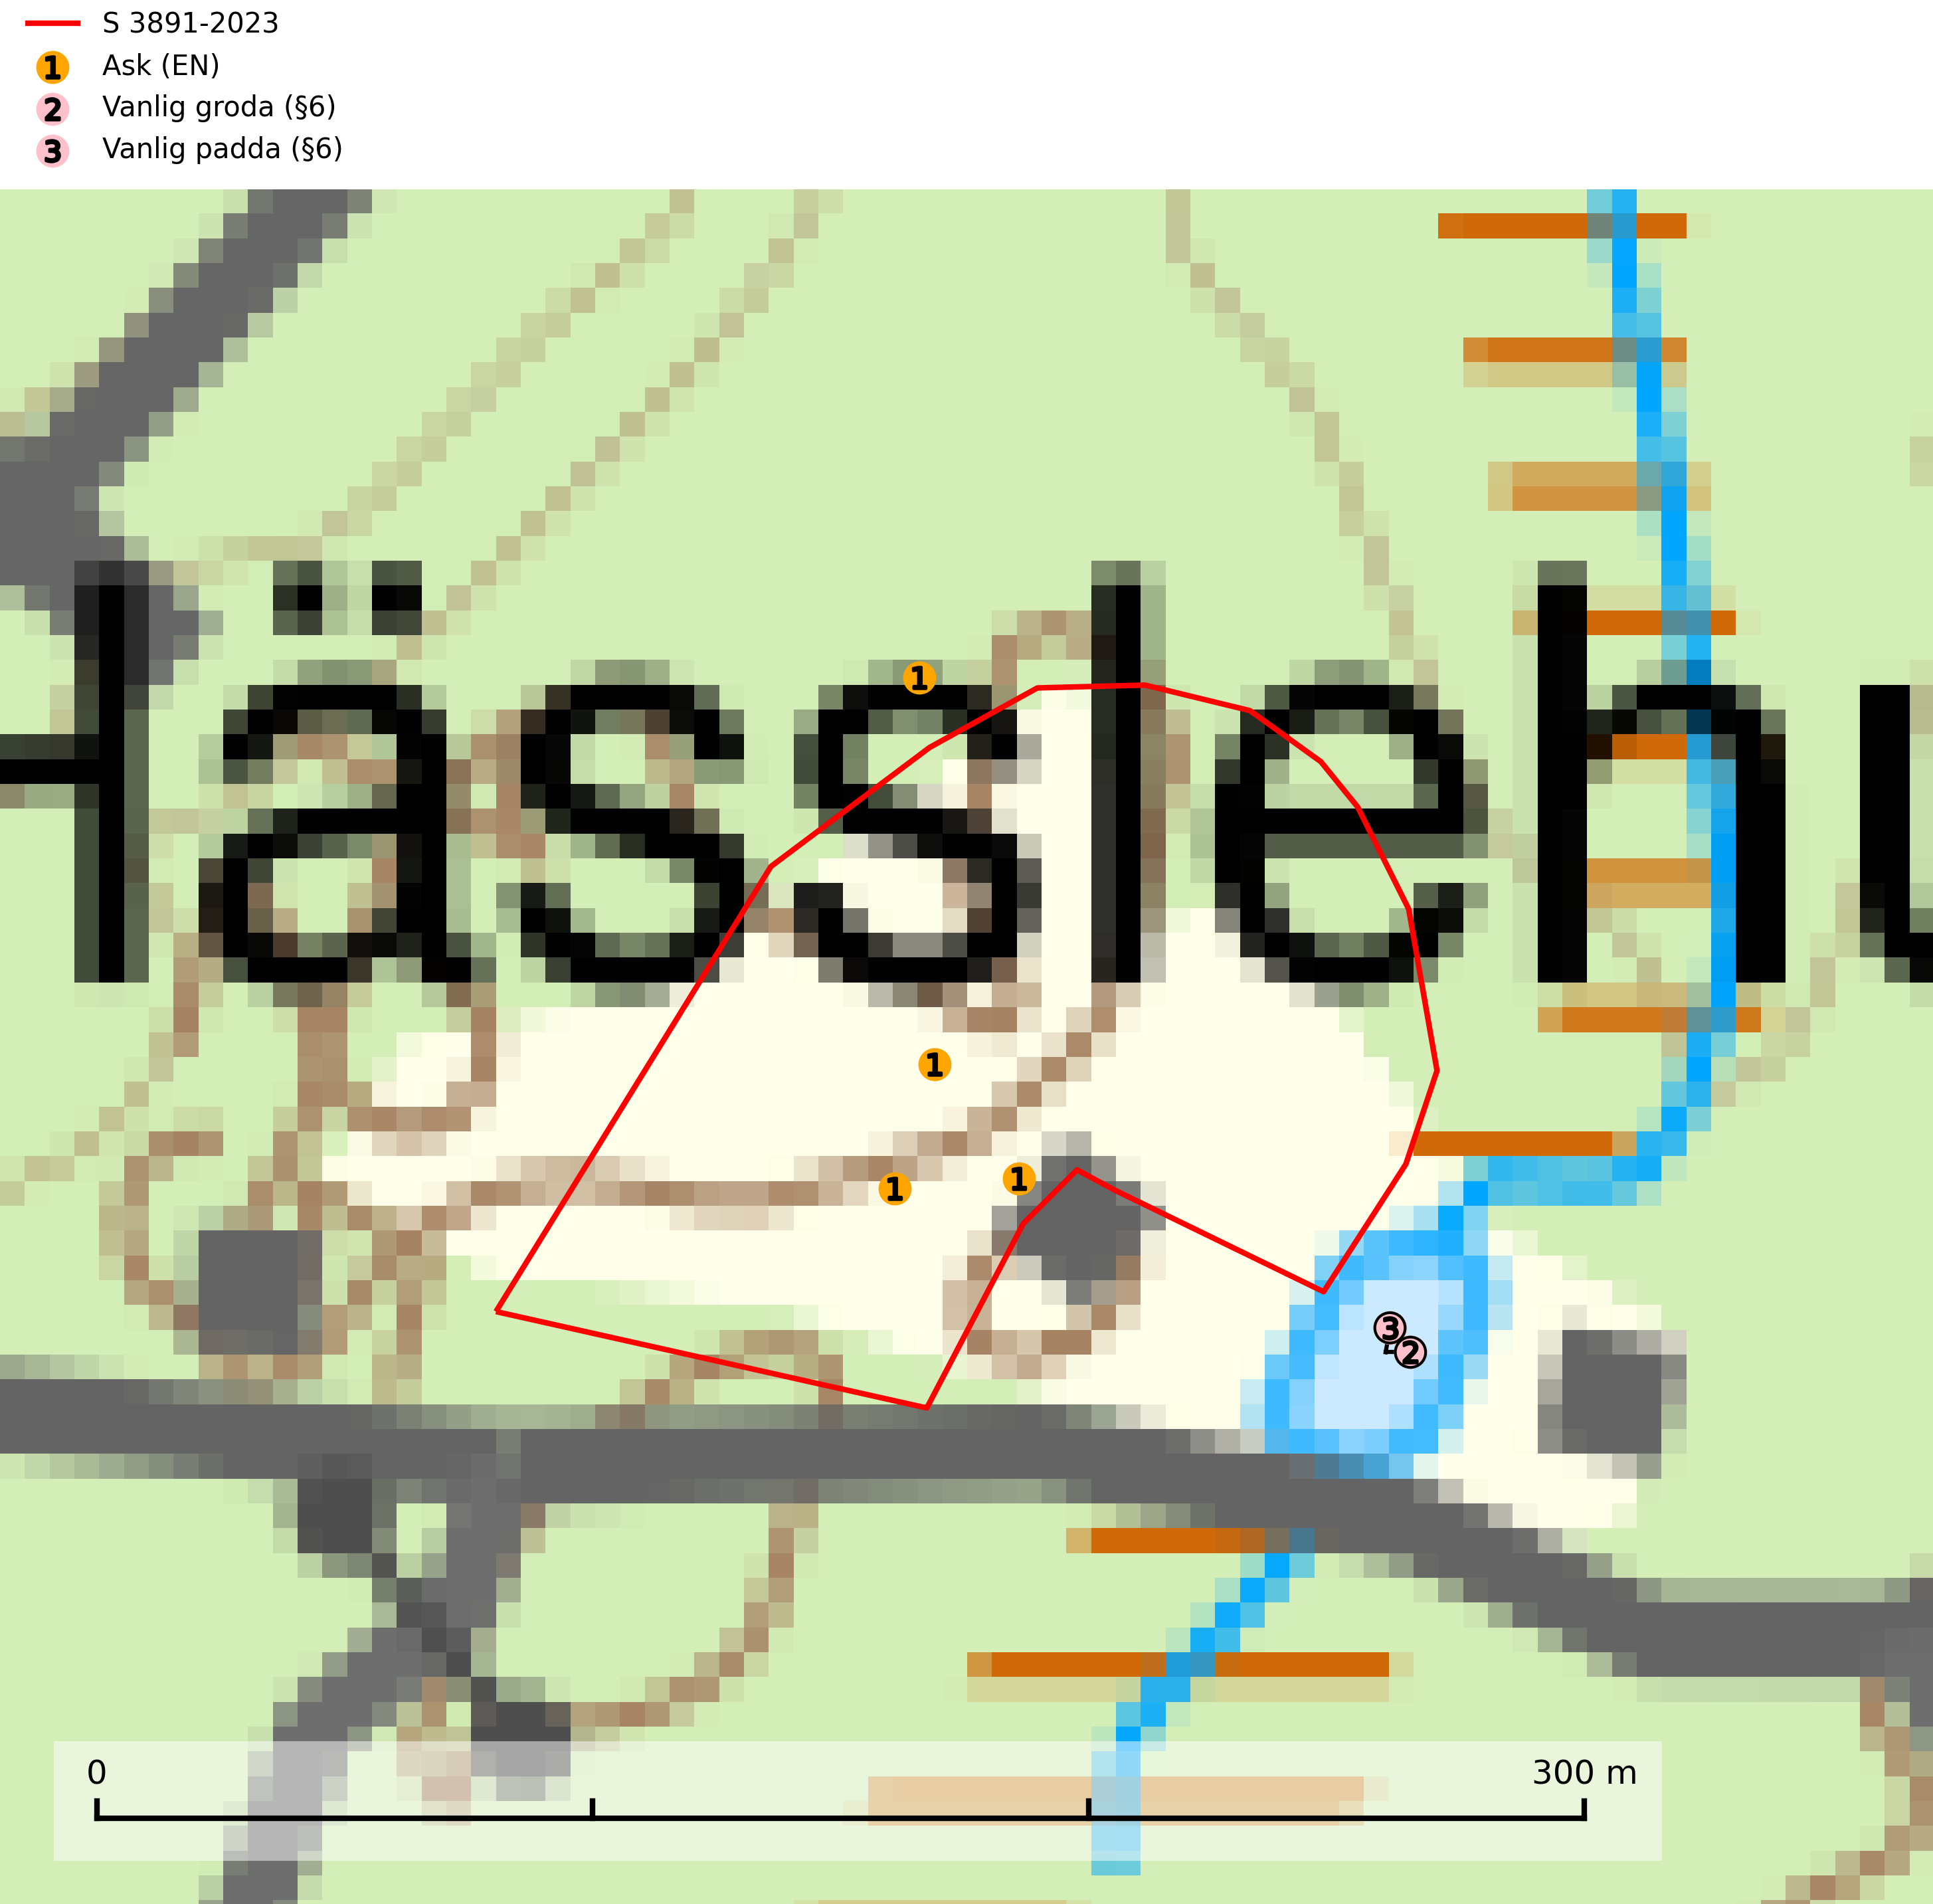 S 3891-2023
1 Ask (EN)
2 Vanlig groda (§6)
3 Vanlig padda (§6)
1
Hässlehu
1
1
1
3
2
0 300 m